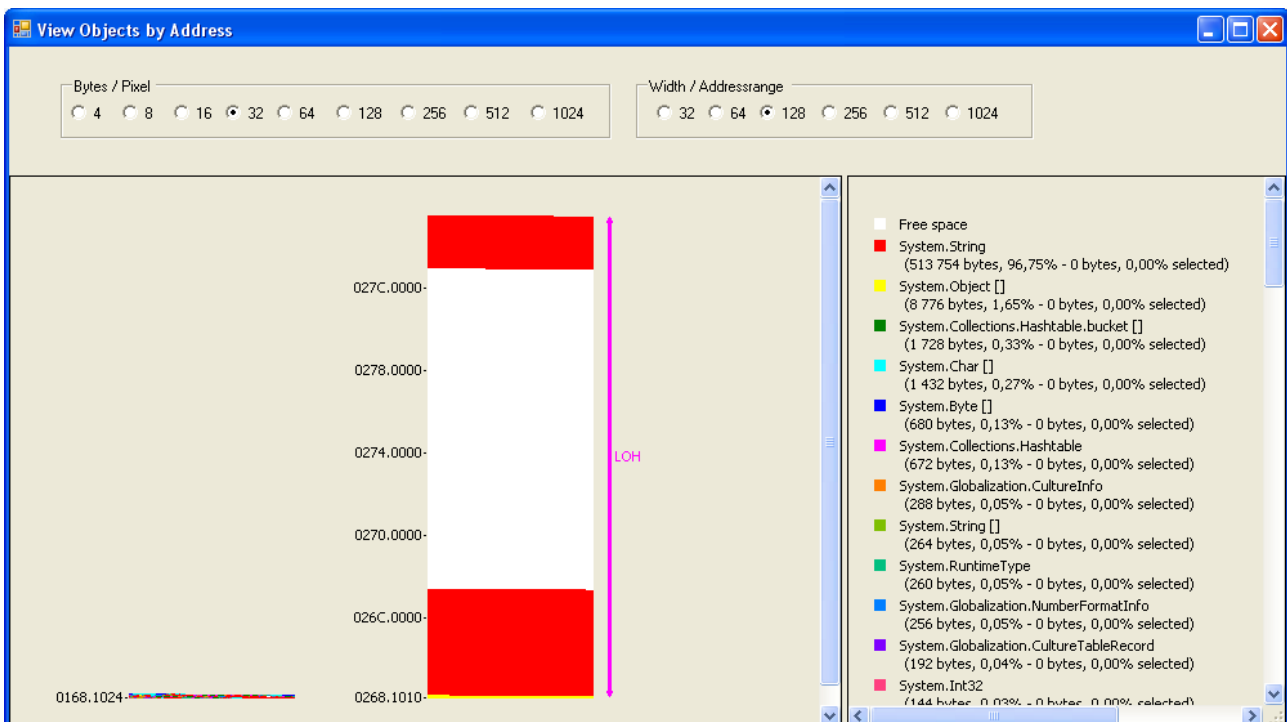 View Objects by Address
Bytes / Pixel
4 8 16 32 64 128 256 512 1024
Width / Addressrange
32 64 128 256 512 1024
027C.0000-
0278.0000-
0274.0000-
0270.0000-
026C.0000-
0268.1010-
0168.1024-
LOH
Free space
System.String
(513 754 bytes, 96,75% - 0 bytes, 0,00% selected)
System.Object []
(8 776 bytes, 1,65% - 0 bytes, 0,00% selected)
System.Collections.Hashtable.bucket []
(1 728 bytes, 0,33% - 0 bytes, 0,00% selected)
System.Char []
(1 432 bytes, 0,27% - 0 bytes, 0,00% selected)
System.Byte []
(680 bytes, 0,13% - 0 bytes, 0,00% selected)
System.Collections.Hashtable
(672 bytes, 0,13% - 0 bytes, 0,00% selected)
System.Globalization.CultureInfo
(288 bytes, 0,05% - 0 bytes, 0,00% selected)
System.String []
(264 bytes, 0,05% - 0 bytes, 0,00% selected)
System.RuntimeType
(260 bytes, 0,05% - 0 bytes, 0,00% selected)
System.Globalization.NumberFormatInfo
(256 bytes, 0,05% - 0 bytes, 0,00% selected)
System.Globalization.CultureTableRecord
(192 bytes, 0,04% - 0 bytes, 0,00% selected)
System.Int32
(144 bytes, 0,03% - 0 bytes, 0,00% selected)